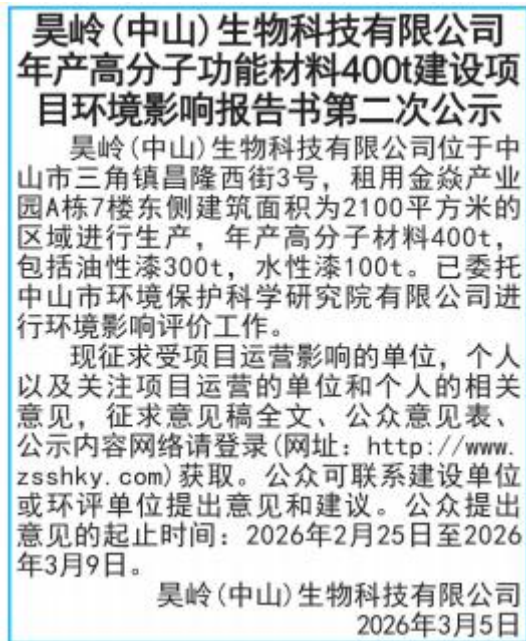 昊岭(中山)生物科技有限公司
年产高分子功能材料400t建设项
目环境影响报告书第二次公示
昊岭(中山)生物科技有限公司位于中
山市三角镇昌隆西街3号，租用金焱产业
园A栋7楼东侧建筑面积为2100平方米的
区域进行生产，年产高分子材料400t，
包括油性漆300t，水性漆100t。已委托
中山市环境保护科学研究院有限公司进
行环境影响评价工作。
现征求受项目运营影响的单位，个人
以及关注项目运营的单位和个人的相关
意见，征求意见稿全文、公众意见表、
公示内容网络请登录(网址：http://www.
zsshky.com)获取。公众可联系建设单位
或环评单位提出意见和建议。公众提出
意见的起止时间：2026年2月25日至2026
年3月9日。
昊岭(中山)生物科技有限公司
2026年3月5日